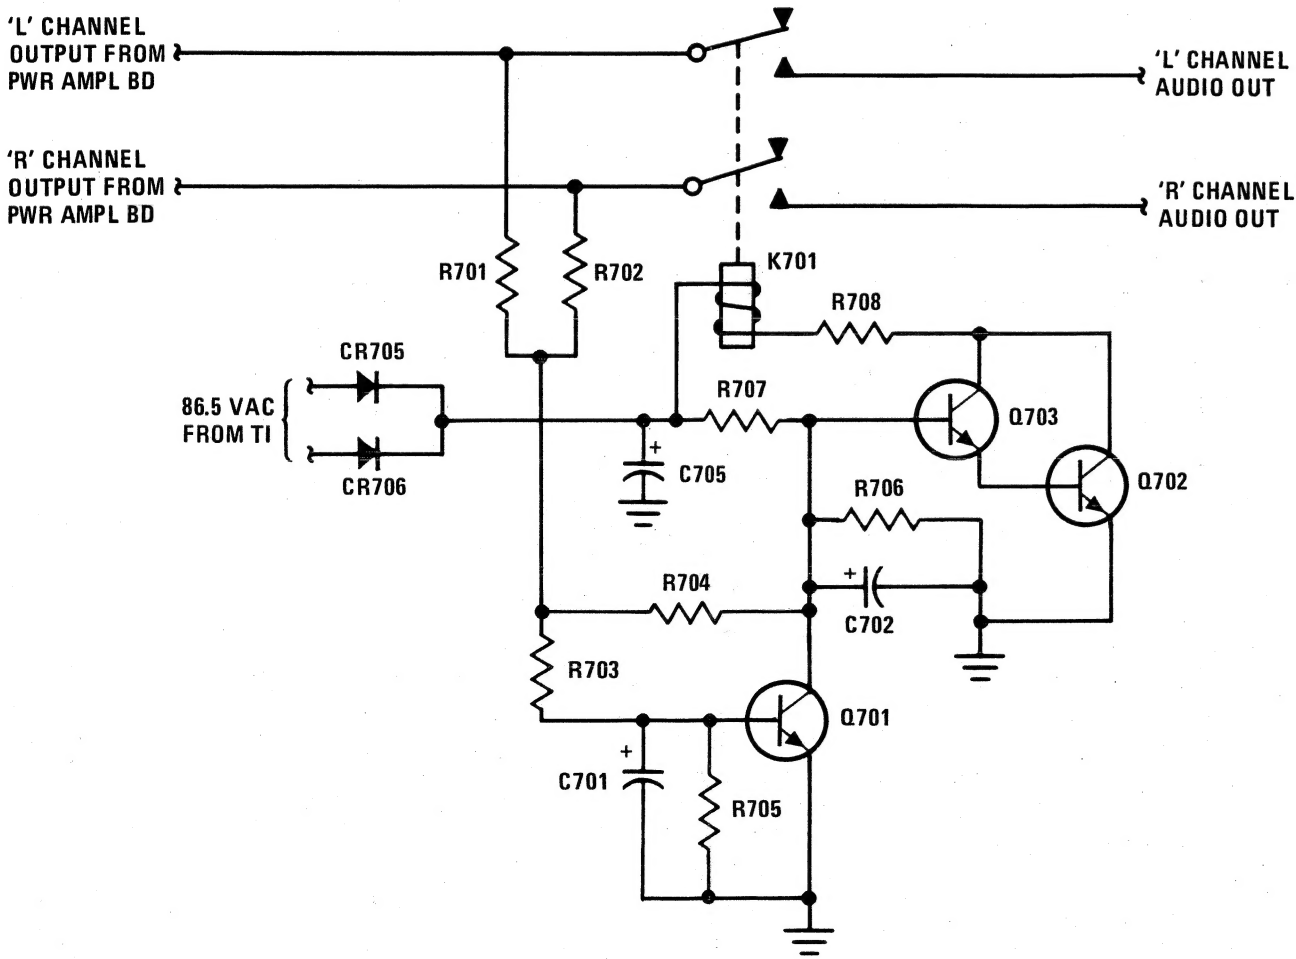 'L' CHANNEL
OUTPUT FROM
PWR AMPL BD
'L' CHANNEL
AUDIO OUT
'R' CHANNEL
OUTPUT FROM
PWR AMPL BD
'R' CHANNEL
AUDIO OUT
R701
R702
K701
R708
CR705
86.5 VAC
FROM TI
CR706
R707
+
C705
Q703
Q702
R706
+
C702
R704
R703
Q701
+
C701
R705